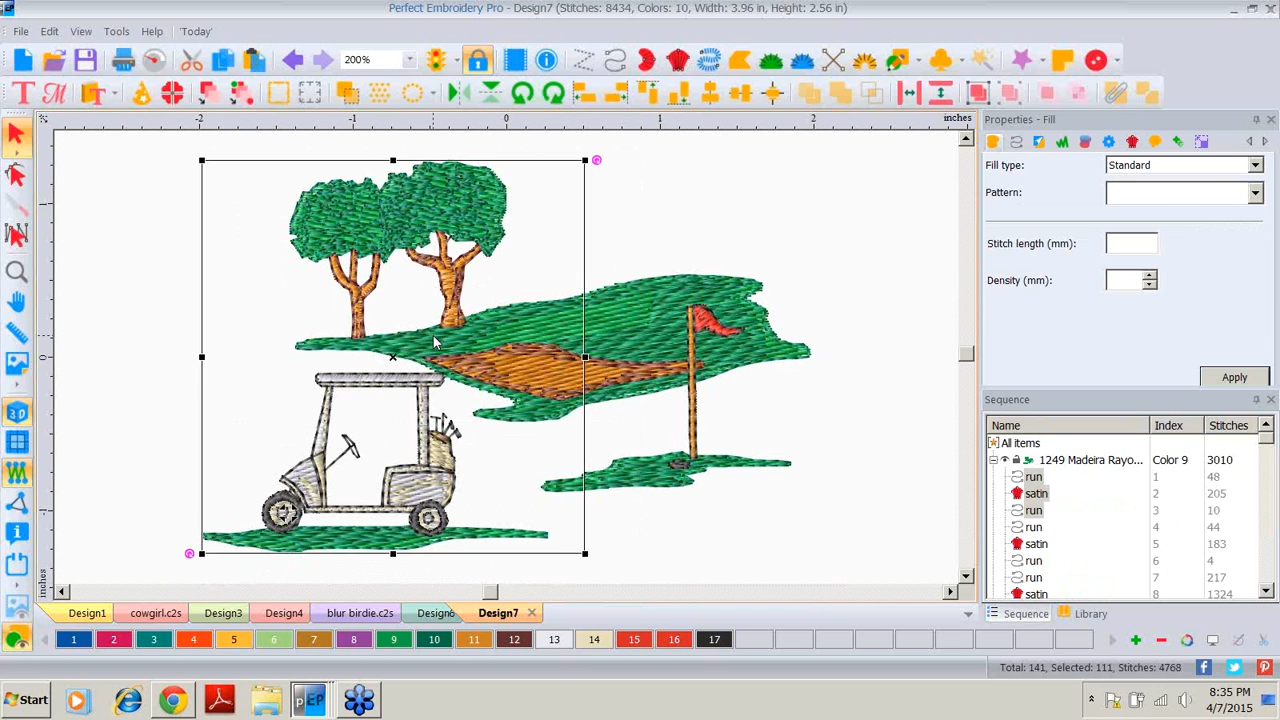 Perfect Embroidery Pro - Design7 (Stitches: 8434, Colors: 10, Width: 3.96 in, Height: 2.56 in)
File Edit View Tools Help 'Today'
200%
-2 -1 0 1 2 inches
inches
Properties - Fill
Fill type: Standard
Pattern:
Stitch length (mm):
Density (mm):
Apply
Sequence
Name Index Stitches
All items
1249 Madeira Rayo... Color 9 3010
run 1 48
satin 2 205
run 3 10
run 4 44
satin 5 183
run 6 4
run 7 217
satin 8 1324
Sequence Library
Design1 cowgirl.c2s Design3 Design4 blur birdie.c2s Design6 Design7
1 2 3 4 5 6 7 8 9 10 11 12 13 14 15 16 17
Total: 141, Selected: 111, Stitches: 4768
Start
8:35 PM
4/7/2015